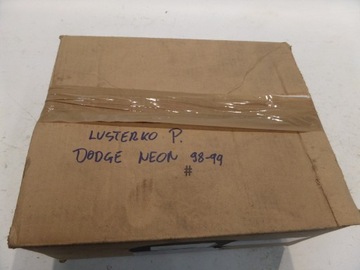 LUSTERKO P.
DODGE NEON 98-99
#